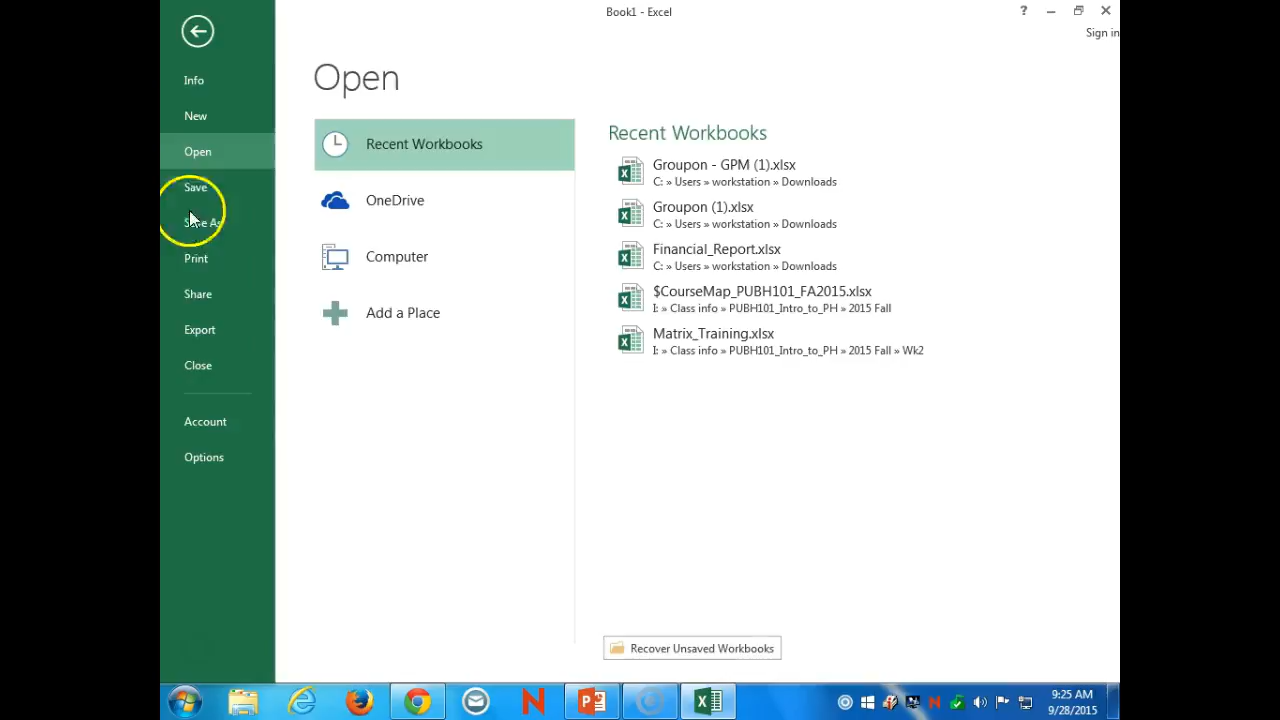 Book1 - Excel
?
Sign in
Info
New
Open
Save
Save As
Print
Share
Export
Close
Account
Options
Open
Recent Workbooks
OneDrive
Computer
Add a Place
Recent Workbooks
Groupon - GPM (1).xlsx
C: » Users » workstation » Downloads
Groupon (1).xlsx
C: » Users » workstation » Downloads
Financial_Report.xlsx
C: » Users » workstation » Downloads
$CourseMap_PUBH101_FA2015.xlsx
I: » Class info » PUBH101_Intro_to_PH » 2015 Fall
Matrix_Training.xlsx
I: » Class info » PUBH101_Intro_to_PH » 2015 Fall » Wk2
Recover Unsaved Workbooks
9:25 AM
9/28/2015